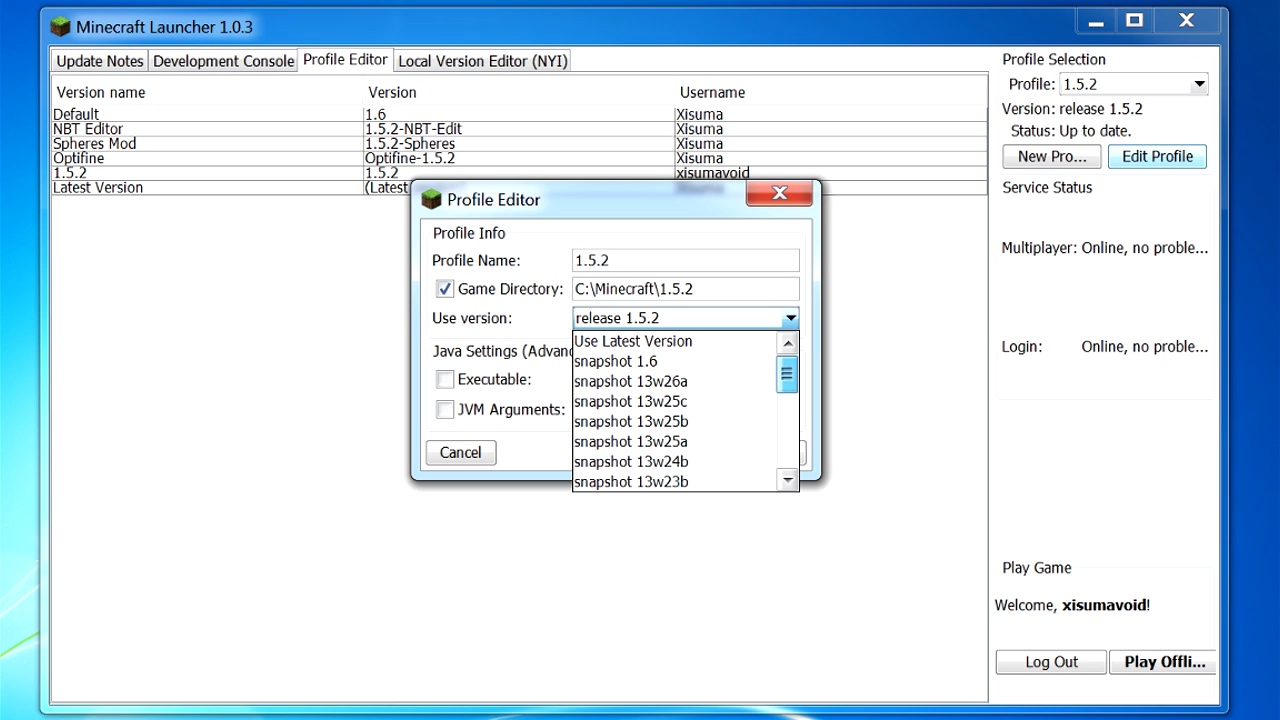 Minecraft Launcher 1.0.3
Update Notes
Development Console
Profile Editor
Local Version Editor (NYI)
Version name Version Username
Default 1.6 Xisuma
NBT Editor 1.5.2-NBT-Edit Xisuma
Spheres Mod 1.5.2-Spheres Xisuma
Optifine Optifine-1.5.2 Xisuma
1.5.2 1.5.2 xisumavoid
Latest Version (Latest
Profile Editor
Profile Info
Profile Name: 1.5.2
Game Directory: C:\Minecraft\1.5.2
Use version: release 1.5.2
Use Latest Version
snapshot 1.6
snapshot 13w26a
snapshot 13w25c
snapshot 13w25b
snapshot 13w25a
snapshot 13w24b
snapshot 13w23b
Java Settings (Advan
Executable:
JVM Arguments:
Cancel
Profile Selection
Profile: 1.5.2
Version: release 1.5.2
Status: Up to date.
New Pro... Edit Profile
Service Status
Multiplayer: Online, no proble...
Login: Online, no proble...
Play Game
Welcome, xisumavoid!
Log Out Play Offli...